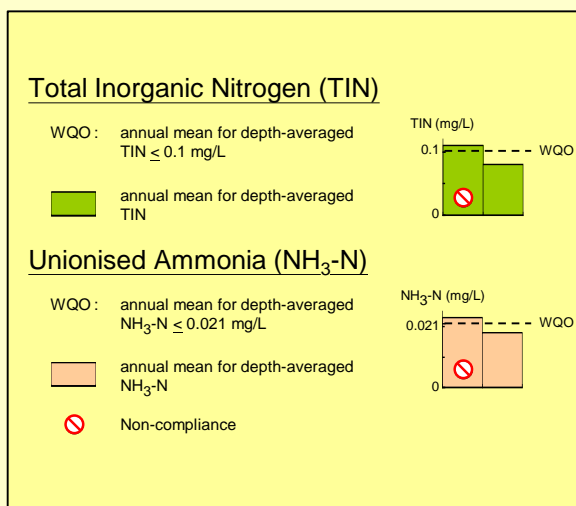 Total Inorganic Nitrogen (TIN)
WQO : annual mean for depth-averaged
TIN ≤ 0.1 mg/L
annual mean for depth-averaged
TIN
TIN (mg/L)
0.1
WQO
0
Unionised Ammonia (NH3-N)
WQO : annual mean for depth-averaged
NH3-N ≤ 0.021 mg/L
annual mean for depth-averaged
NH3-N
Non-compliance
NH3-N (mg/L)
0.021
WQO
0